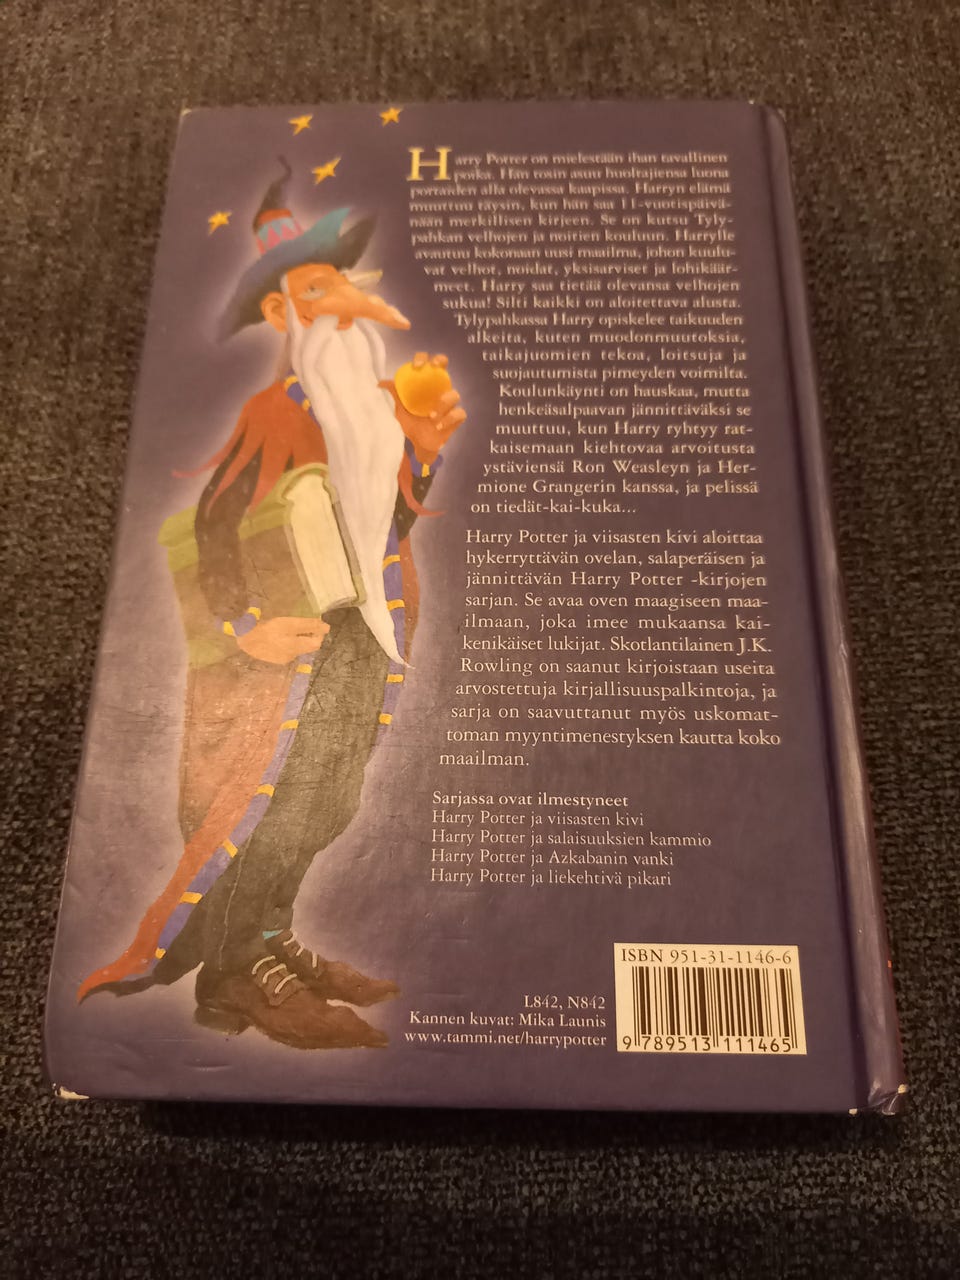 Harry Potter on mielestään ihan tavallinen
poika. Hän tosin asuu huoltajiensa luona
portaiden alla olevassa kaapissa. Harryn elämä
muuttuu täysin, kun hän saa 11-vuotispäivä-
nään merkillisen kirjeen. Se on kutsu Tyly-
pahkan velhojen ja noitien kouluun. Harrylle
avautuu kokonaan uusi maailma, johon kuulu-
vat velhot, noidat, yksisarviset ja lohikäär-
meet. Harry saa tietää olevansa velhojen
sukua! Silti kaikki on aloitettava alusta.
Tylypahkassa Harry opiskelee taikuuden
alkeita, kuten muodonmuutoksia,
taikajuomien tekoa, loitsuja ja
suojautumista pimeyden voimilta.
Koulunkäynti on hauskaa, mutta
henkeäsalpaavan jännittäväksi se
muuttuu, kun Harry ryhtyy rat-
kaisemaan kiehtovaa arvoitusta
ystäviensä Ron Weasleyn ja Her-
mione Grangerin kanssa, ja pelissä
on tiedät-kai-kuka...
Harry Potter ja viisasten kivi aloittaa
hykerryttävän ovelan, salaperäisen ja
jännittävän Harry Potter -kirjojen
sarjan. Se avaa oven maagiseen maa-
ilmaan, joka imee mukaansa kai-
kenikäiset lukijat. Skotlantilainen J.K.
Rowling on saanut kirjoistaan useita
arvostettuja kirjallisuuspalkintoja, ja
sarja on saavuttanut myös uskomat-
toman myyntimenestyksen kautta koko
maailman.
Sarjassa ovat ilmestyneet
Harry Potter ja viisasten kivi
Harry Potter ja salaisuuksien kammio
Harry Potter ja Azkabanin vanki
Harry Potter ja liekehtivä pikari
ISBN 951-31-1146-6
L842, N842
Kannen kuvat: Mika Launis
www.tammi.net/harrypotter
9 789513 111465